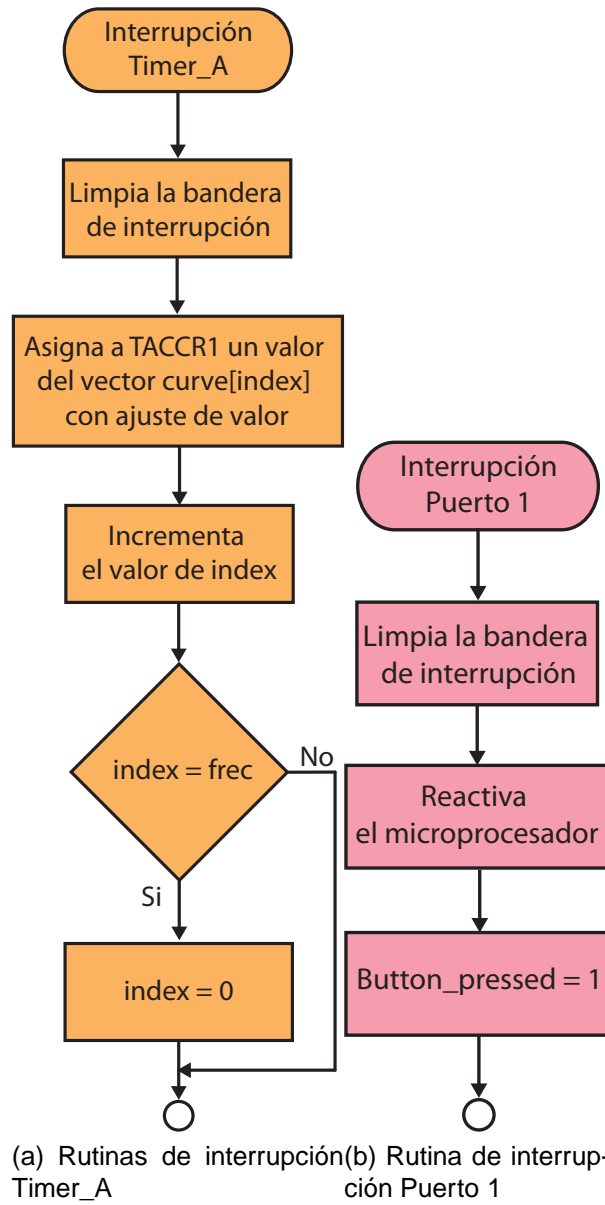 Interrupción
Timer_A
Limpia la bandera
de interrupción
Asigna a TACCR1 un valor
del vector curve[index]
con ajuste de valor
Incrementa
el valor de index
index = frec
No
Si
index = 0
Interrupción
Puerto 1
Limpia la bandera
de interrupción
Reactiva
el microprocesador
Button_pressed = 1
(a) Rutinas de interrupción
Timer_A
(b) Rutina de interrup-
ción Puerto 1